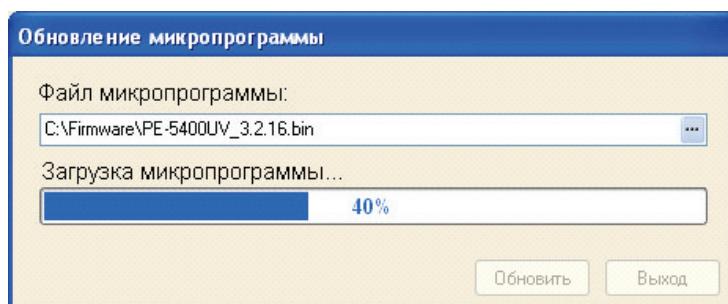 Обновление микропрограммы
Файл микропрограммы:
C:\Firmware\PE-5400UV_3.2.16.bin ...
Загрузка микропрограммы...
40%
Обновить Выход